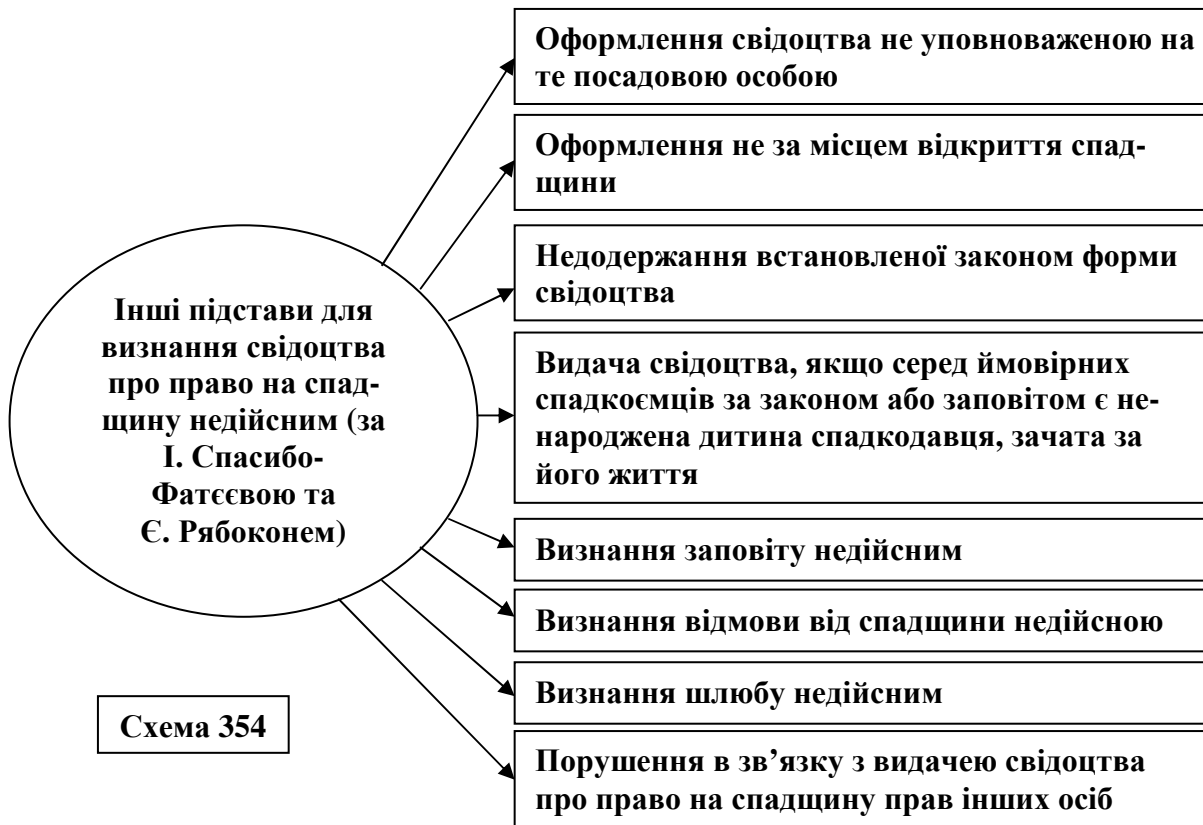 Оформлення свідоцтва не уповноваженою на
те посадовою особою
Оформлення не за місцем відкриття спад-
щини
Недодержання встановленої законом форми
свідоцтва
Інші підстави для
визнання свідоцтва
про право на спад-
щину недійсним (за
І. Спасибо-
Фатєєвою та
Є. Рябоконем)
Видача свідоцтва, якщо серед ймовірних
спадкоємців за законом або заповітом є не-
народжена дитина спадкодавця, зачата за
його життя
Визнання заповіту недійсним
Визнання відмови від спадщини недійсною
Визнання шлюбу недійсним
Схема 354
Порушення в зв’язку з видачею свідоцтва
про право на спадщину прав інших осіб